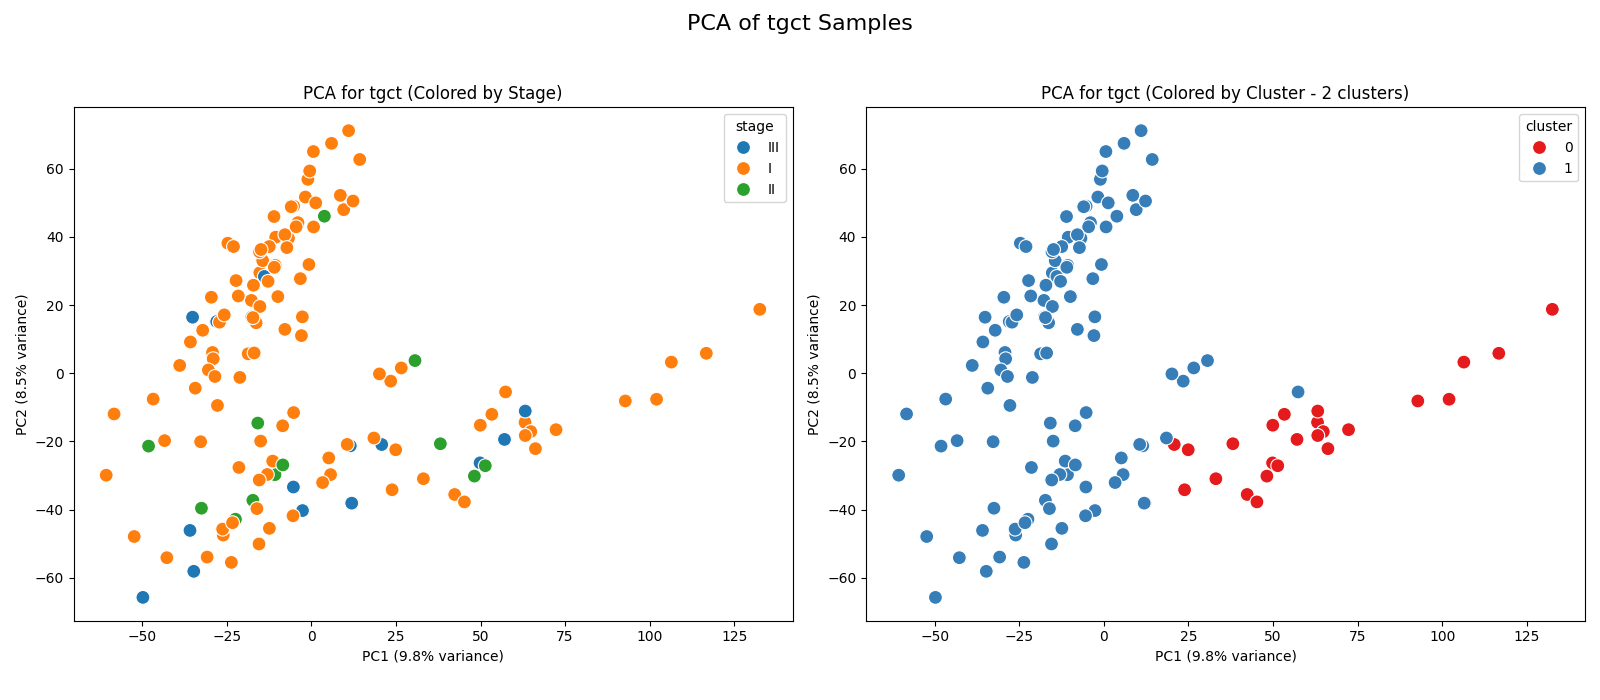 PCA of tgct Samples
PCA for tgct (Colored by Stage)
stage
III
I
II
60
40
20
0
−20
−40
−60
PC2 (8.5% variance)
−50
−25
0
25
50
75
100
125
PC1 (9.8% variance)
PCA for tgct (Colored by Cluster - 2 clusters)
cluster
0
1
60
40
20
0
−20
−40
−60
PC2 (8.5% variance)
−50
−25
0
25
50
75
100
125
PC1 (9.8% variance)